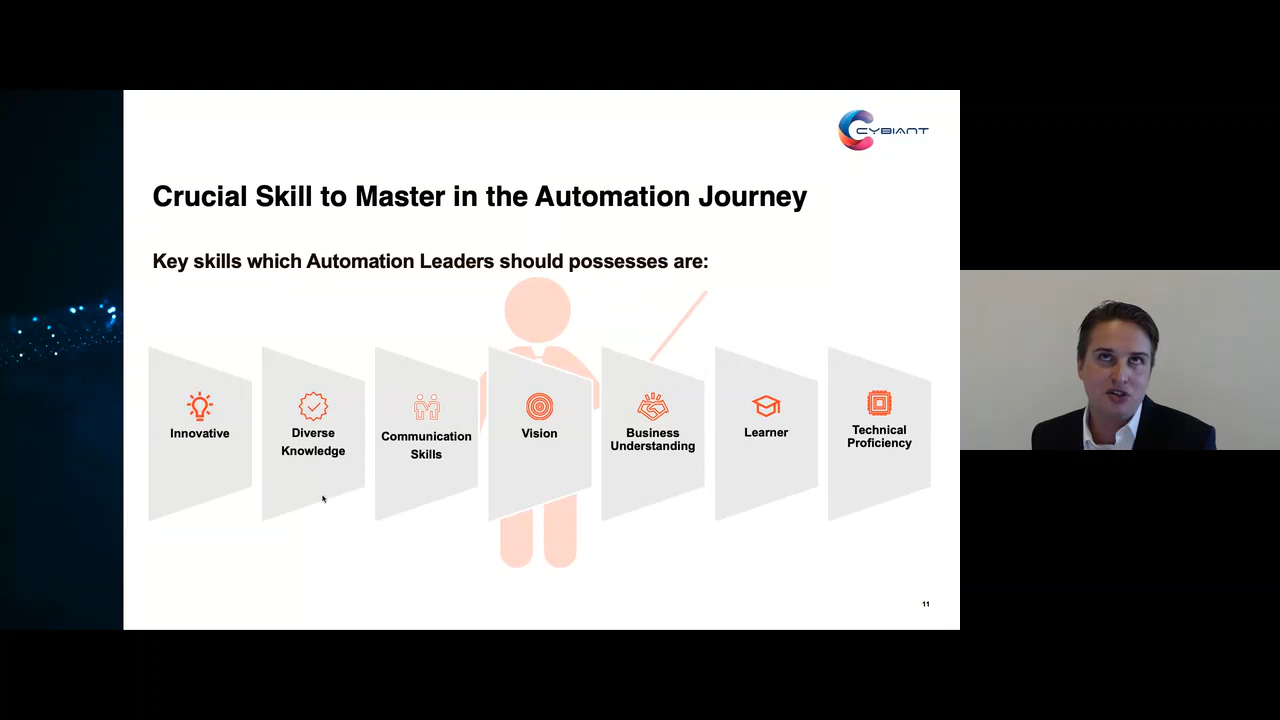 CYBIANT
Crucial Skill to Master in the Automation Journey
Key skills which Automation Leaders should possesses are:
Innovative
Diverse
Knowledge
Communication
Skills
Vision
Business
Understanding
Learner
Technical
Proficiency
11